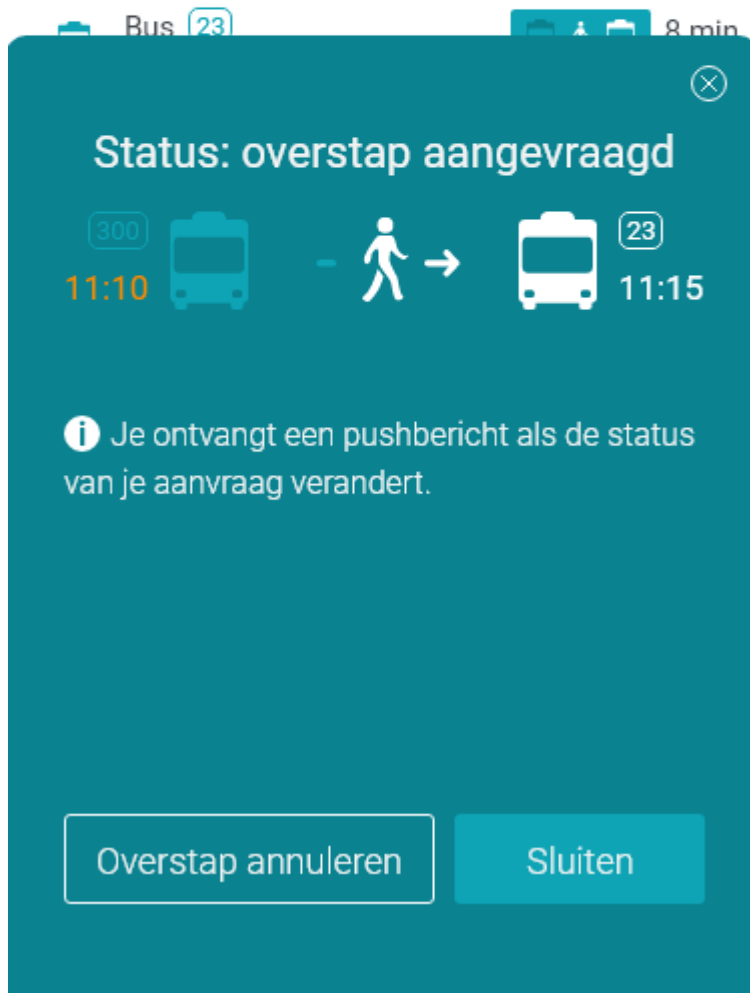 Bus 23
8 min
Status: overstap aangevraagd
300
11:10
23
11:15
i Je ontvangt een pushbericht als de status
van je aanvraag verandert.
Overstap annuleren
Sluiten